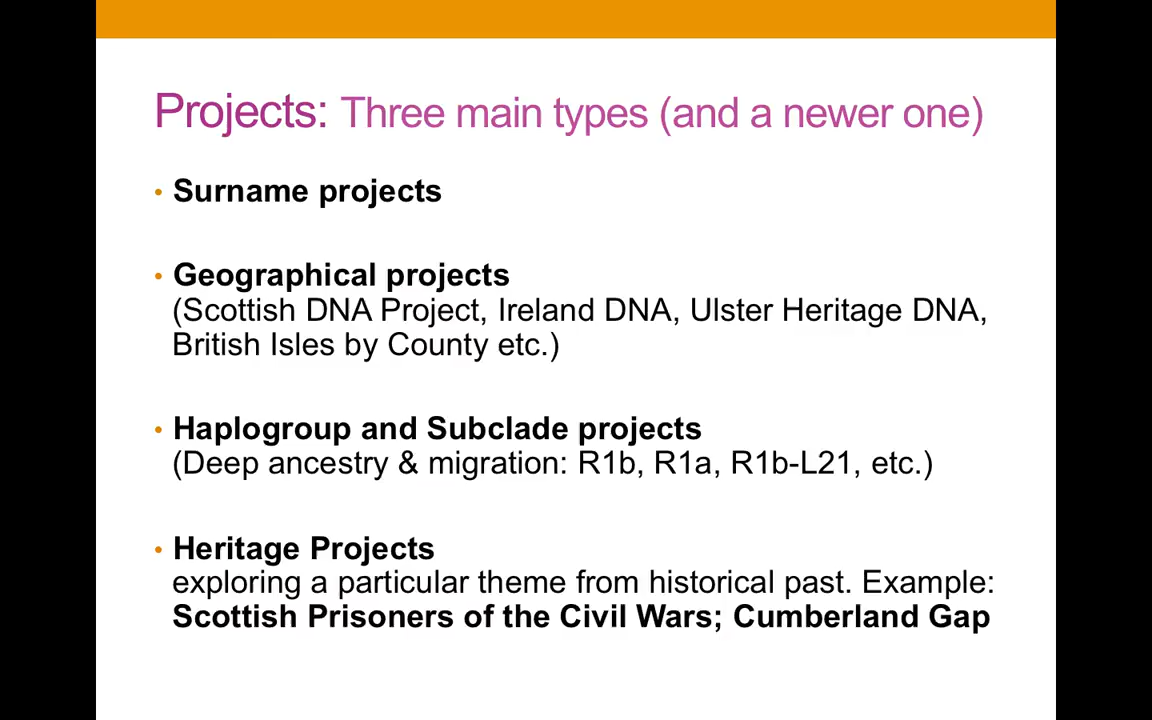 Projects: Three main types (and a newer one)
• Surname projects
• Geographical projects
(Scottish DNA Project, Ireland DNA, Ulster Heritage DNA,
British Isles by County etc.)
• Haplogroup and Subclade projects
(Deep ancestry & migration: R1b, R1a, R1b-L21, etc.)
• Heritage Projects
exploring a particular theme from historical past. Example:
Scottish Prisoners of the Civil Wars; Cumberland Gap